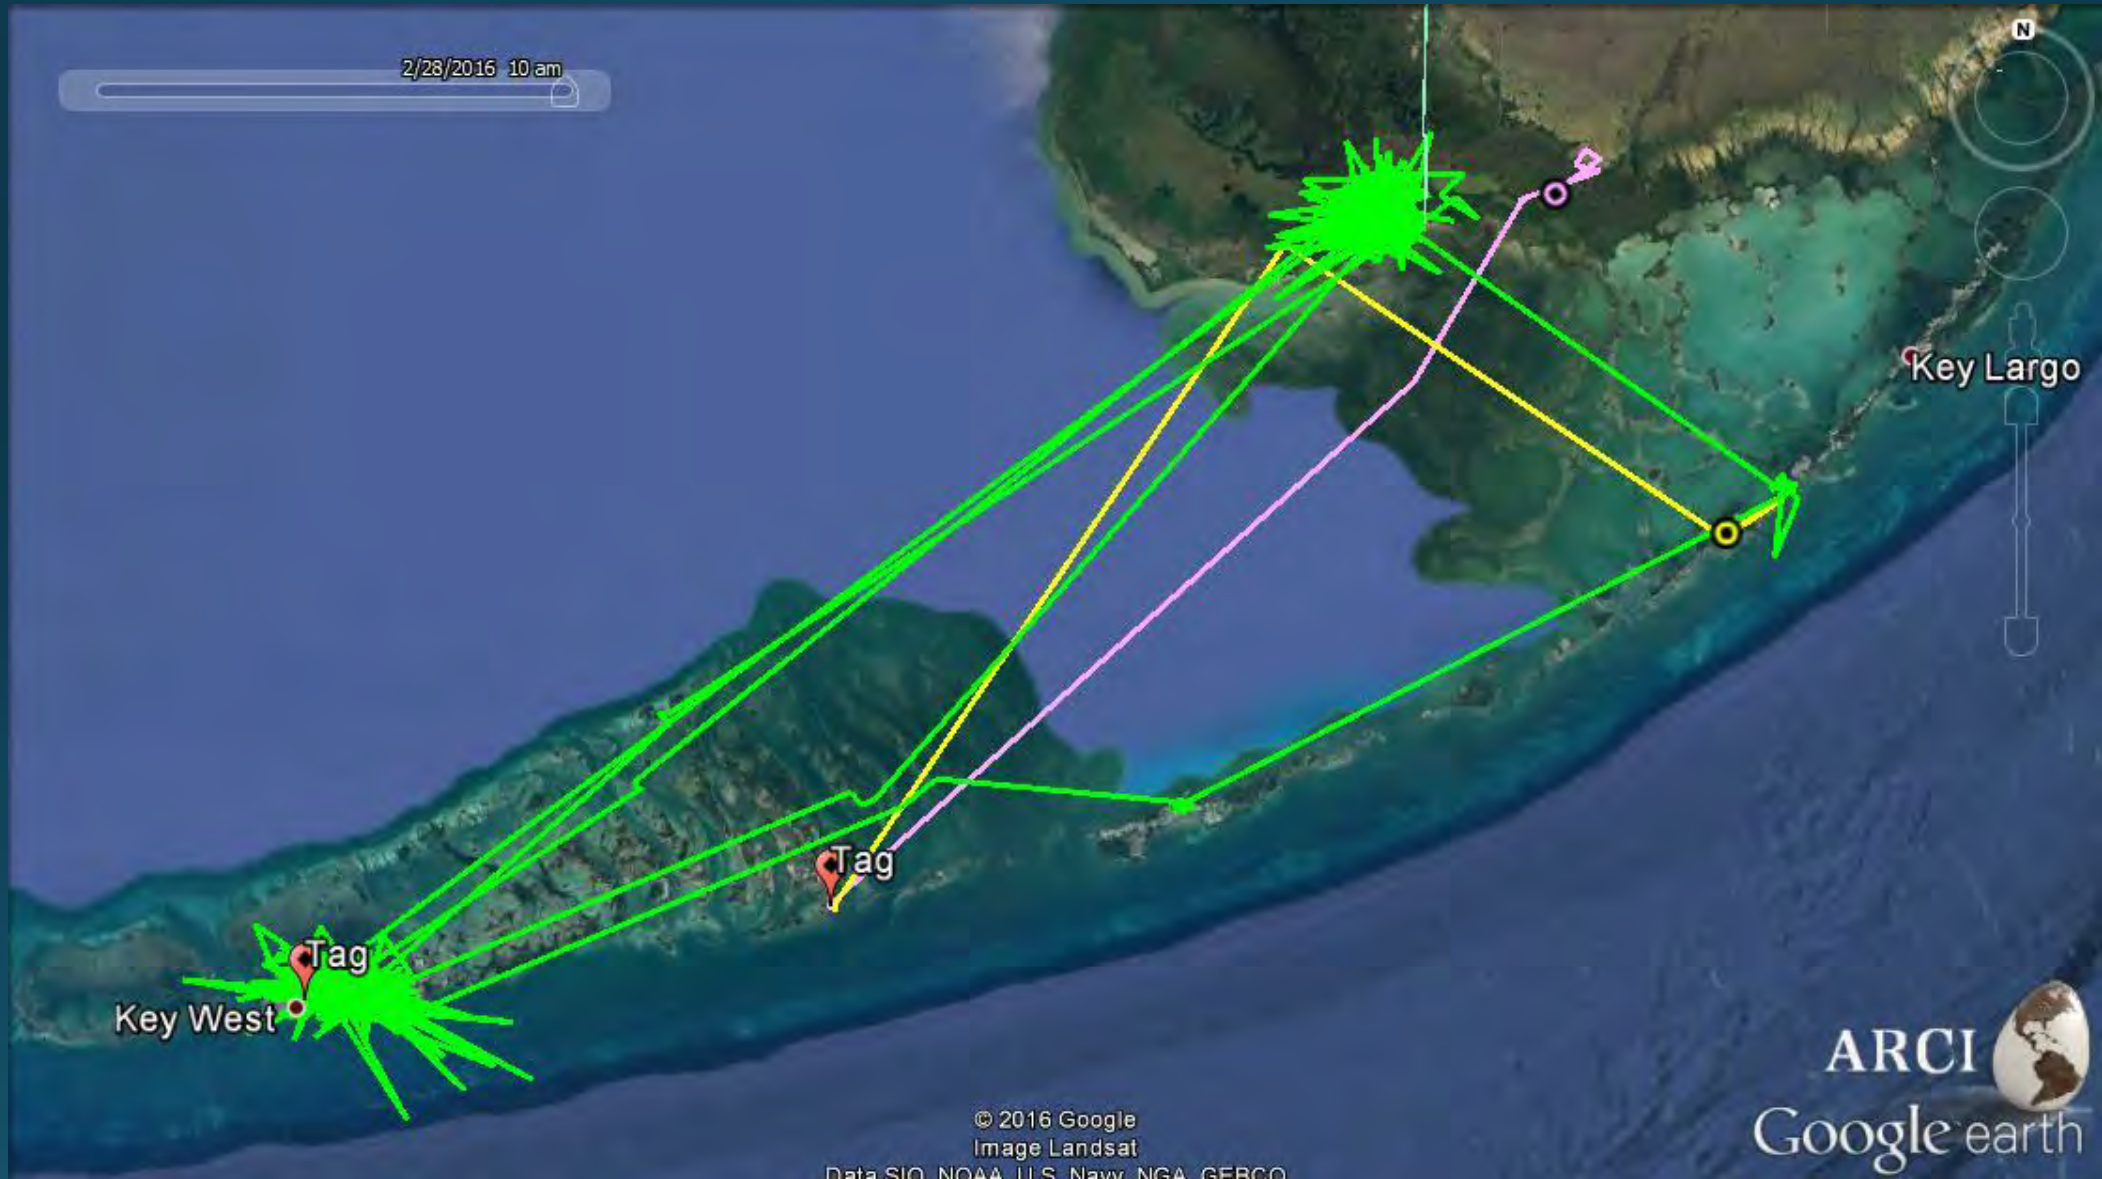 2/28/2016 10 am
N
Key Largo
Tag
Tag
Key West
ARCI
© 2016 Google
Google earth
Image Landsat
Data SIO, NOAA, U.S. Navy, NGA, GEBCO